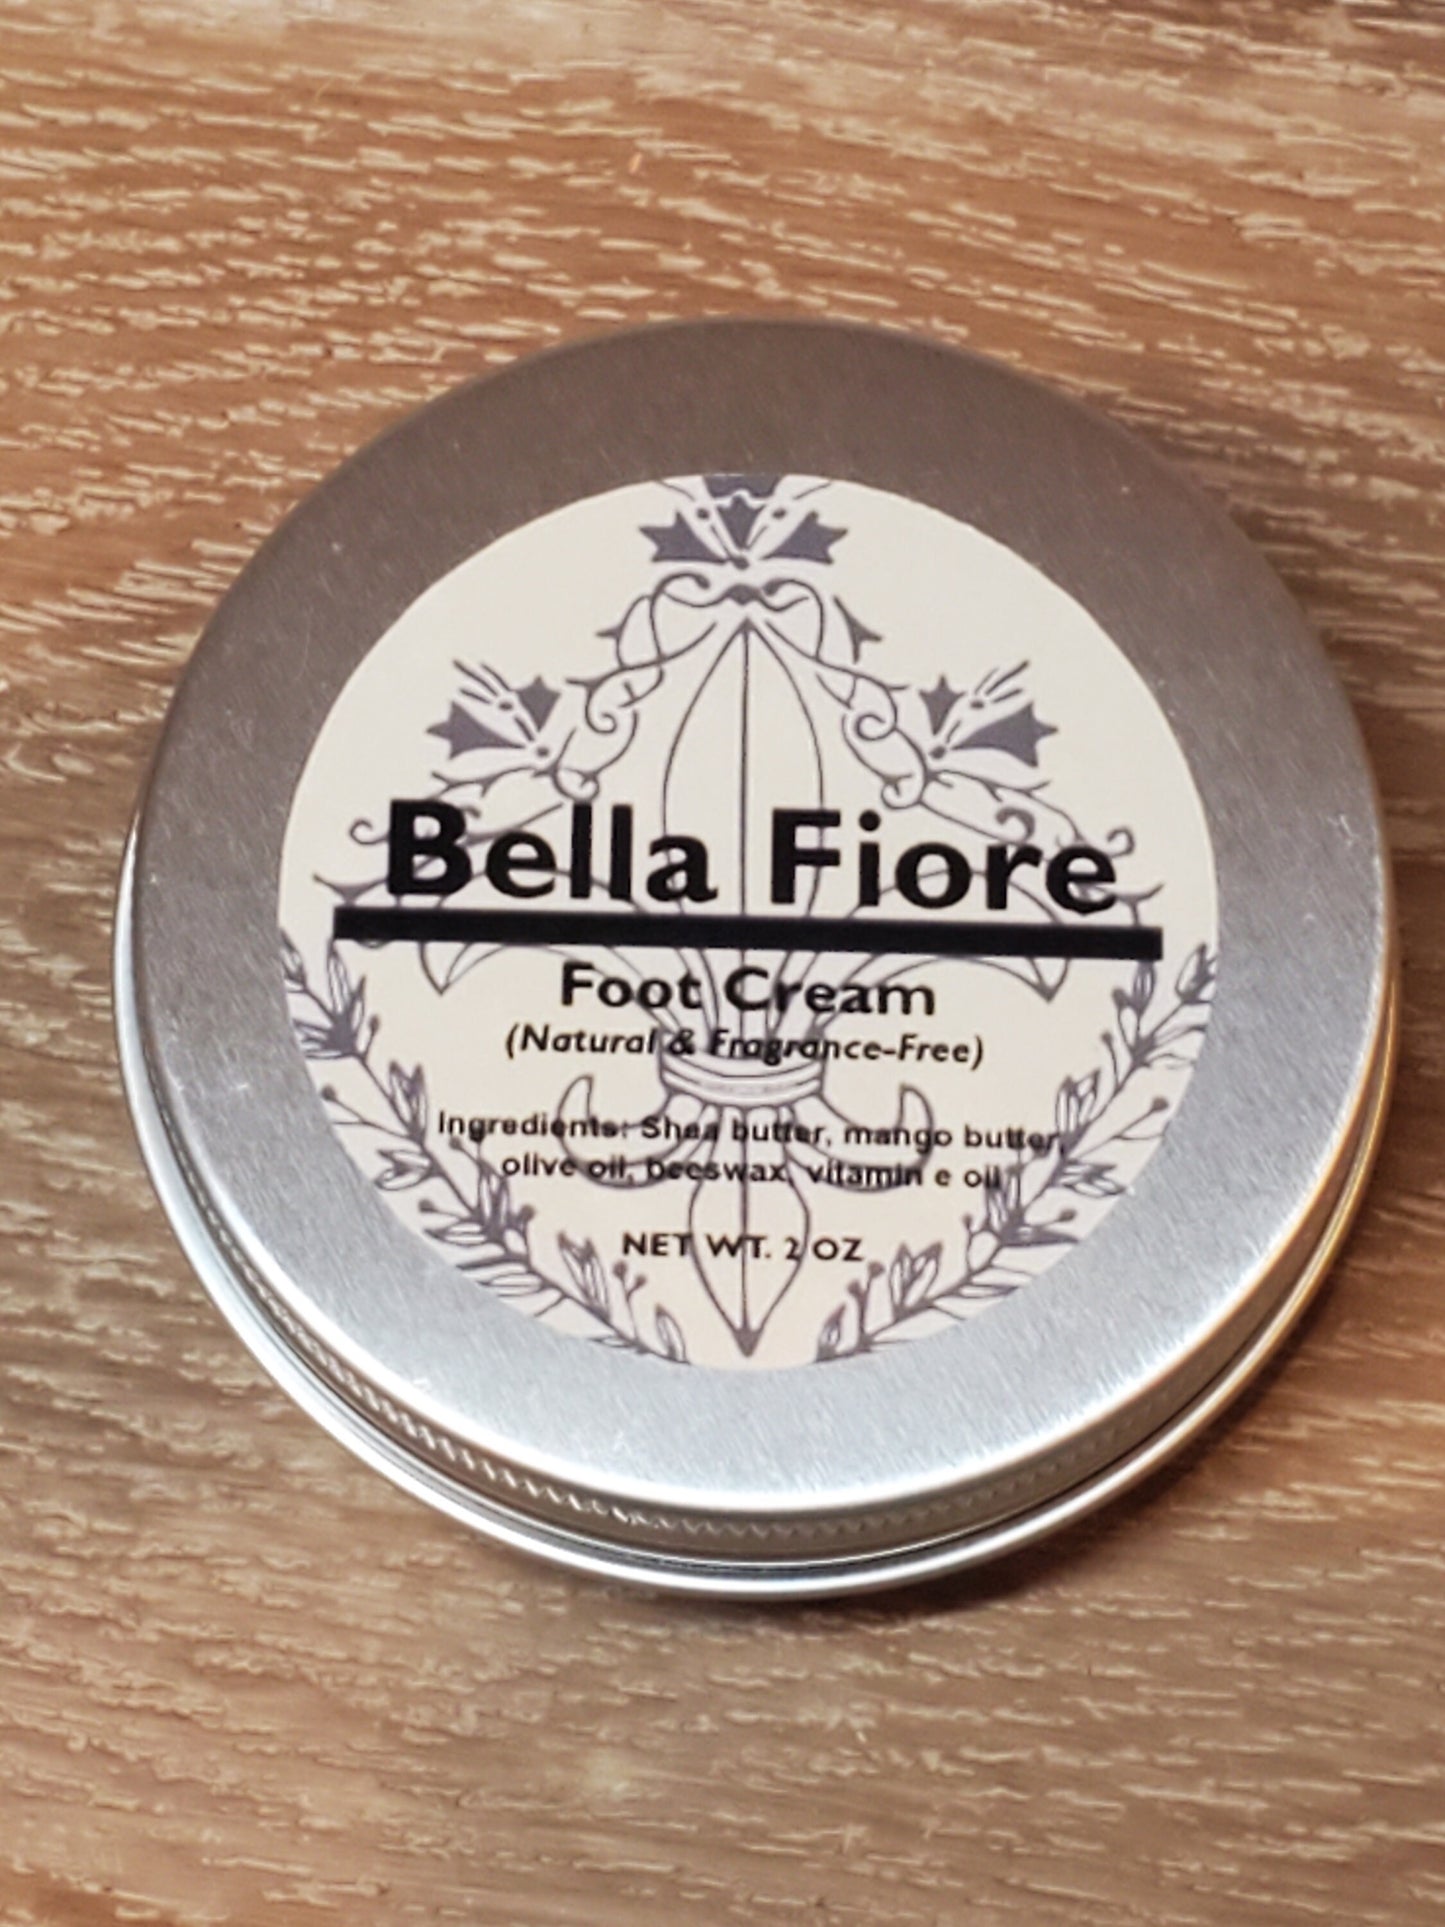 Bella Fiore
Foot Cream
(Natural & Fragrance-Free)
Ingredients: Shea butter, mango butter,
olive oil, beeswax, vitamin e oil
NET WT. 2 OZ